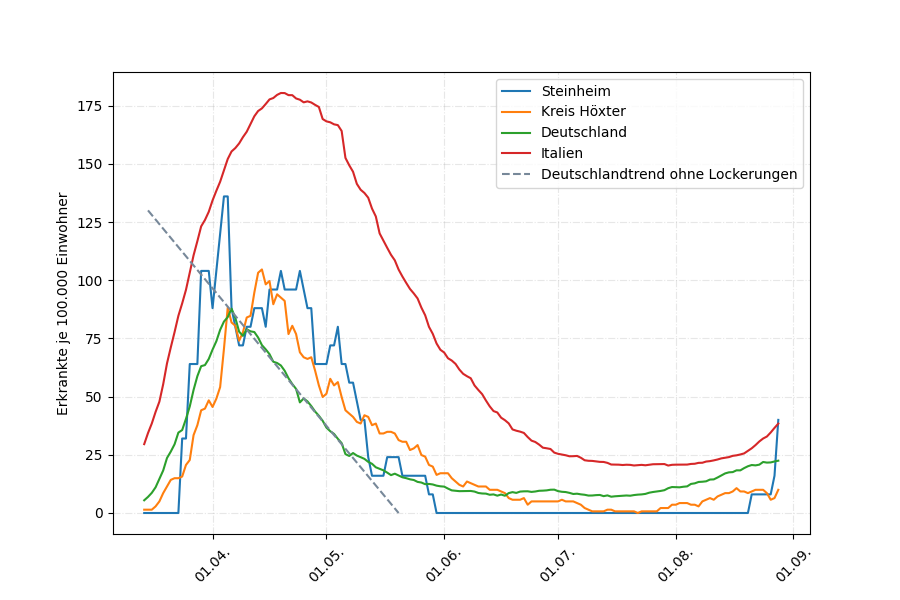 Steinheim
Kreis Höxter
Deutschland
Italien
Deutschlandtrend ohne Lockerungen
Erkrankte je 100.000 Einwohner
175
150
125
100
75
50
25
0
01.04.
01.05.
01.06.
01.07.
01.08.
01.09.